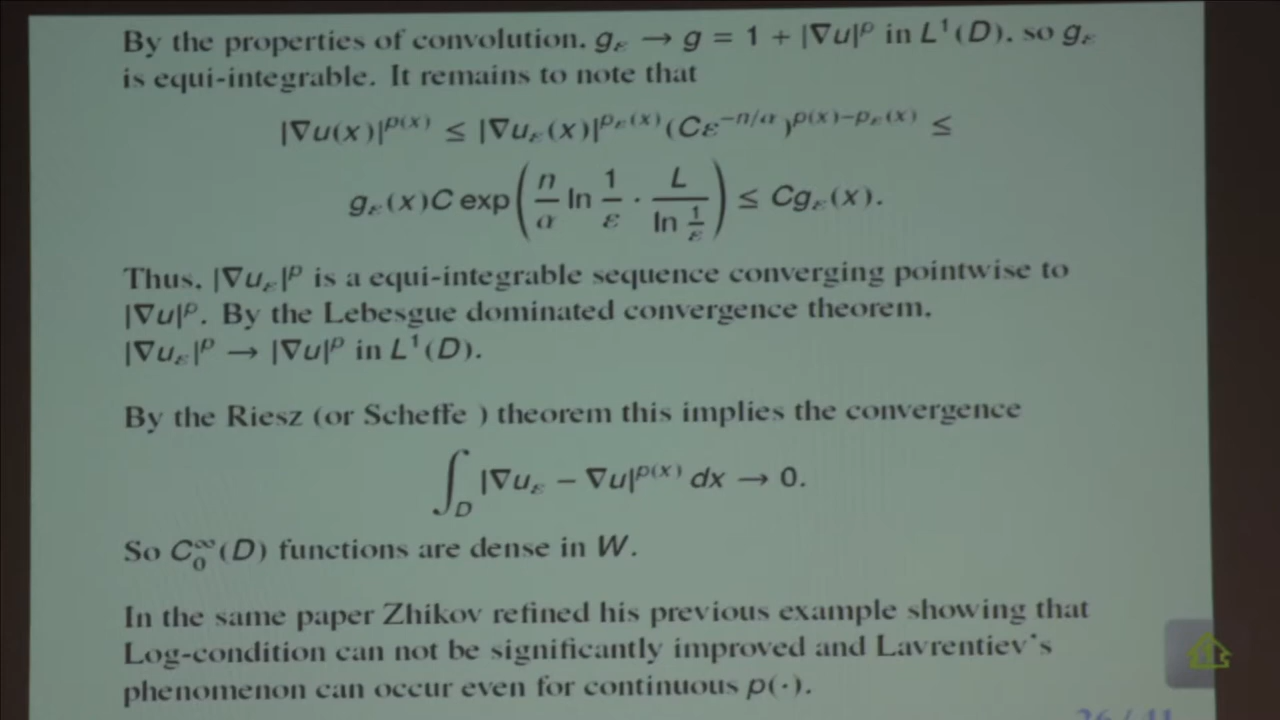 By the properties of convolution, g_ε → g = 1 + |∇u|^p in L^1(D), so g_ε
is equi-integrable. It remains to note that
|∇u(x)|^{p(x)} ≤ |∇u_ε(x)|^{p_ε(x)} (Cε^{-n/α})^{p(x)-p_ε(x)} ≤
g_ε(x)C exp( n/α ln 1/ε · L / ln 1/ε ) ≤ Cg_ε(x).
Thus, |∇u_ε|^p is a equi-integrable sequence converging pointwise to
|∇u|^p. By the Lebesgue dominated convergence theorem,
|∇u_ε|^p → |∇u|^p in L^1(D).
By the Riesz (or Scheffe ) theorem this implies the convergence
∫_D |∇u_ε − ∇u|^{p(x)} dx → 0.
So C_0^∞(D) functions are dense in W.
In the same paper Zhikov refined his previous example showing that
Log-condition can not be significantly improved and Lavrentiev's
phenomenon can occur even for continuous p(·).
26 / 41